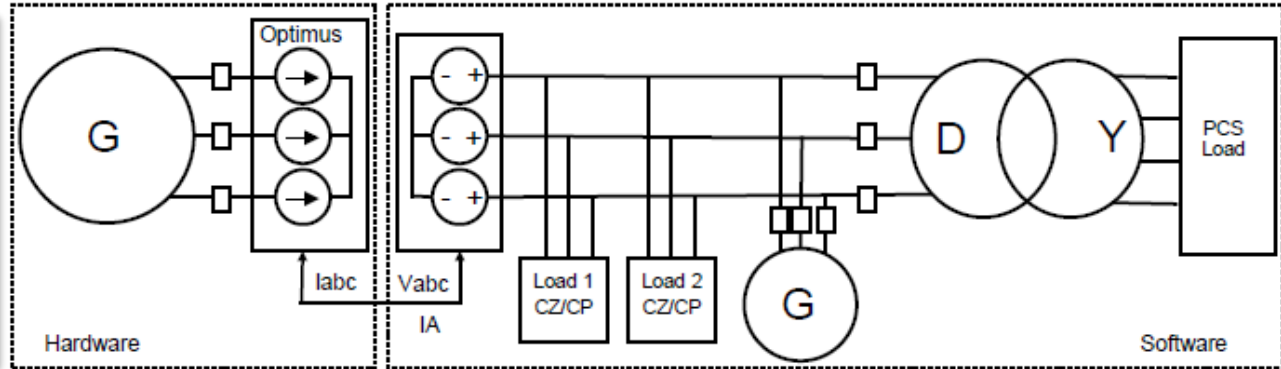 Optimus
G
- +
- +
- +
D
Y
PCS
Load
Iabc
Vabc
IA
Load 1
CZ/CP
Load 2
CZ/CP
G
Hardware
Software